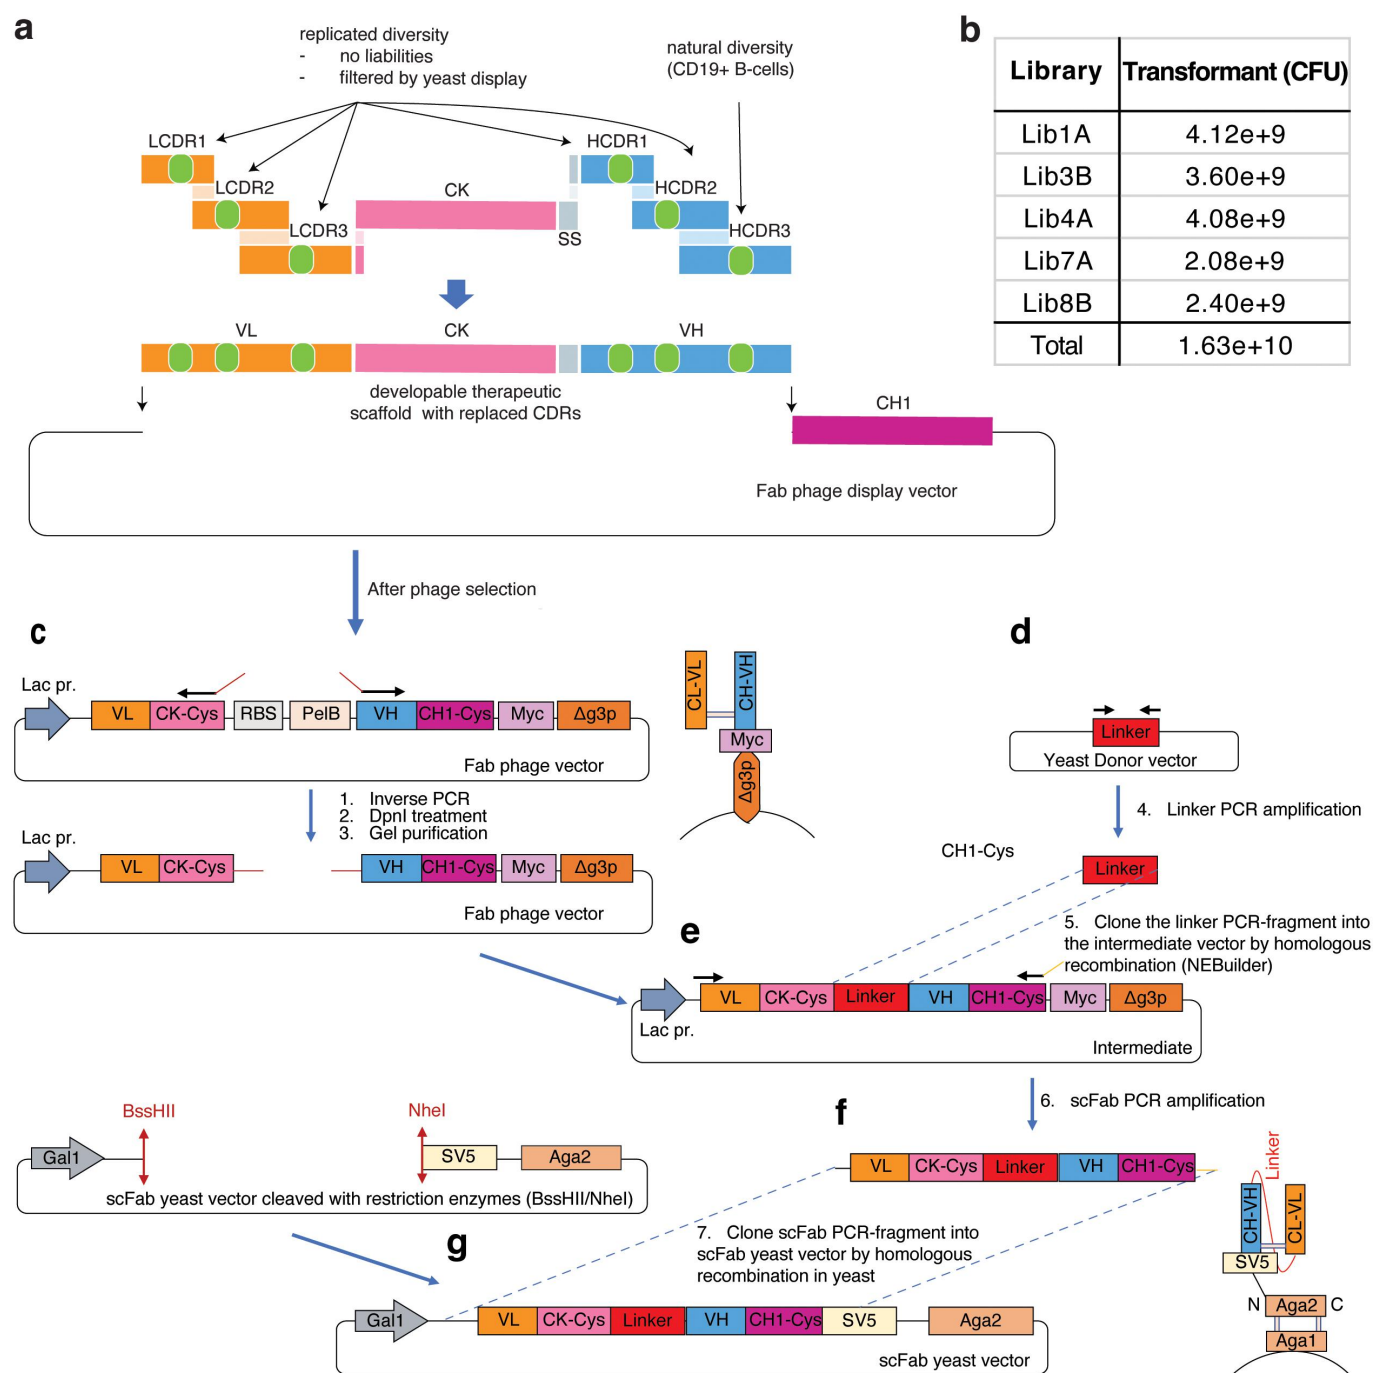 a
replicated diversity
- no liabilities
- filtered by yeast display
natural diversity
(CD19+ B-cells)
LCDR1
HCDR1
LCDR2
CK
HCDR2
LCDR3
SS
HCDR3
VL
CK
VH
developable therapeutic
scaffold with replaced CDRs
CH1
Fab phage display vector
b
Library Transformant (CFU)
Lib1A 4.12e+9
Lib3B 3.60e+9
Lib4A 4.08e+9
Lib7A 2.08e+9
Lib8B 2.40e+9
Total 1.63e+10
After phage selection
c
Lac pr.
VL CK-Cys RBS PelB VH CH1-Cys Myc Δg3p
Fab phage vector
1. Inverse PCR
2. DpnI treatment
3. Gel purification
Lac pr.
VL CK-Cys VH CH1-Cys Myc Δg3p
Fab phage vector
CL-VL
CH-VH
Myc
Δg3p
d
Linker
Yeast Donor vector
4. Linker PCR amplification
CH1-Cys
Linker
5. Clone the linker PCR-fragment into
the intermediate vector by homologous
recombination (NEBuilder)
e
VL CK-Cys Linker VH CH1-Cys Myc Δg3p
Lac pr.
Intermediate
6. scFab PCR amplification
f
VL CK-Cys Linker VH CH1-Cys
BssHII
NheI
Gal1
SV5
Aga2
scFab yeast vector cleaved with restriction enzymes (BssHII/NheI)
7. Clone scFab PCR-fragment into
scFab yeast vector by homologous
recombination in yeast
g
Gal1 VL CK-Cys Linker VH CH1-Cys SV5 Aga2
scFab yeast vector
Linker
CH-VH
CL-VL
SV5
N Aga2 C
Aga1